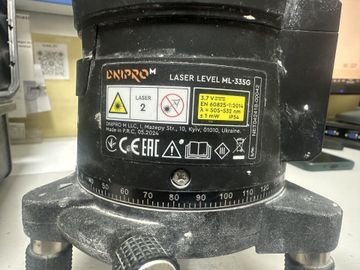 DNIPRO M
LASER LEVEL ML-335G
LASER
2
3.7 V
EN 60825-1:2014
λ = 505-532 nm
≤ 1 mW IP54
DNIPRO M LLC, I. Mazepy Str., 10, Kyiv, 01010, Ukraine.
Made in P.R.C, 05.2024
CE EAC
40 50 60 70 80 90 100 110 120